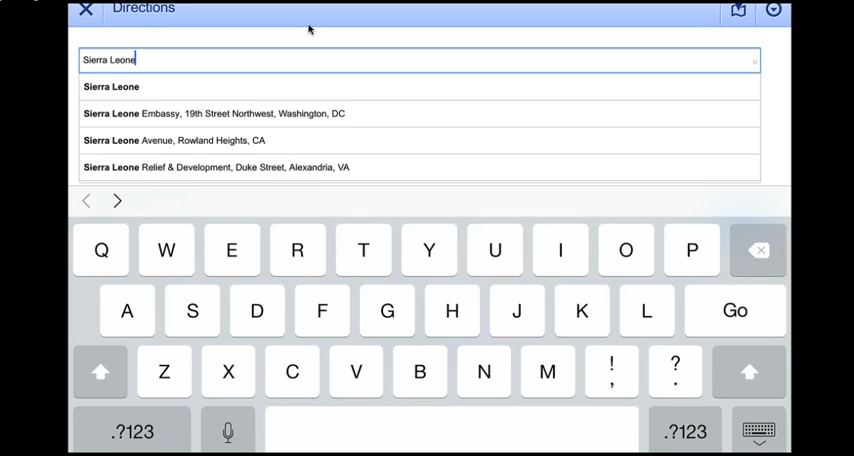 Directions
Sierra Leone
Sierra Leone
Sierra Leone Embassy, 19th Street Northwest, Washington, DC
Sierra Leone Avenue, Rowland Heights, CA
Sierra Leone Relief & Development, Duke Street, Alexandria, VA
Q W E R T Y U I O P
A S D F G H J K L Go
Z X C V B N M ! , ? .
.?123 .?123